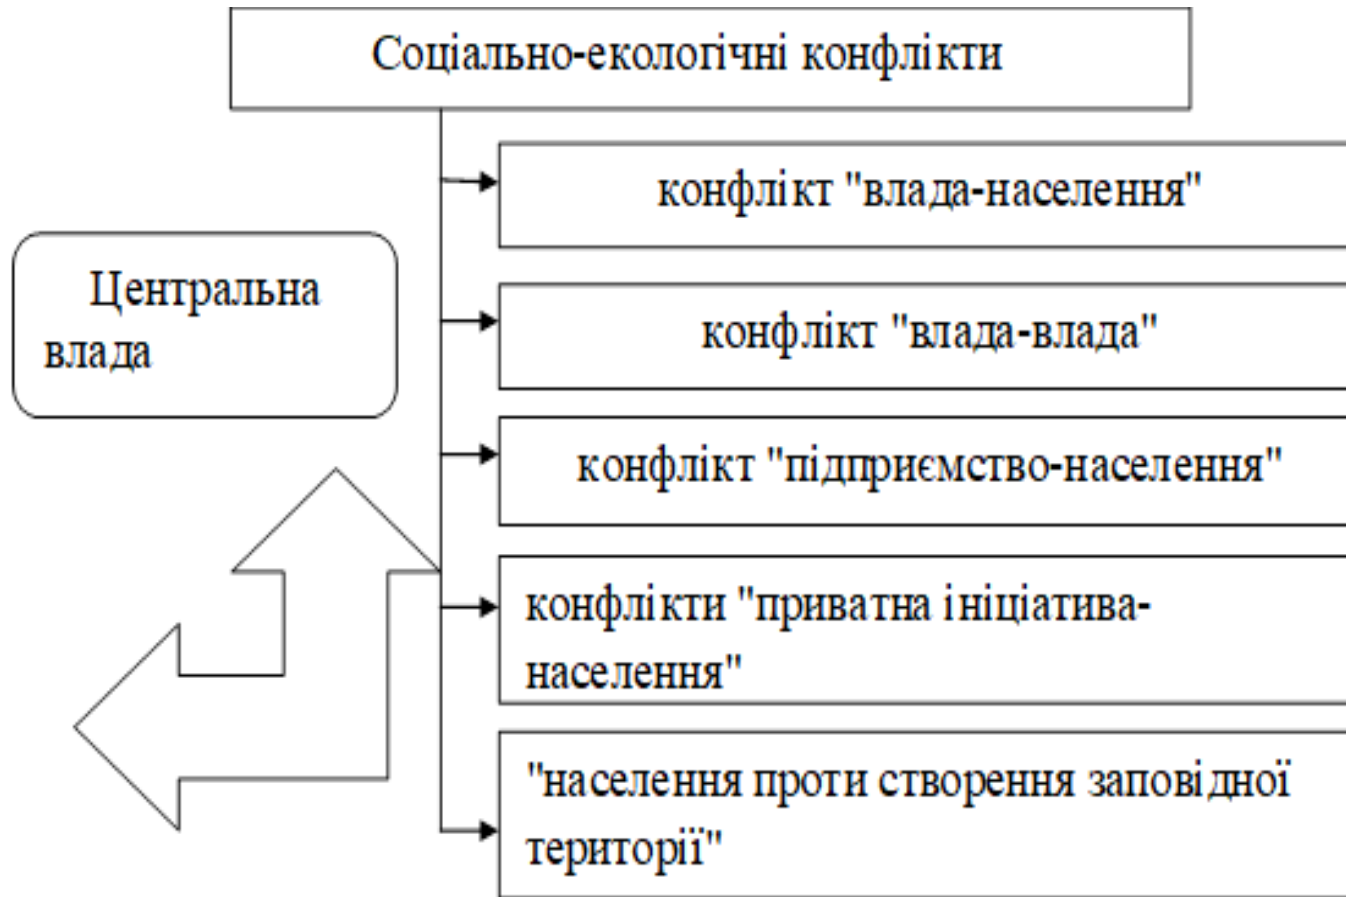 Соціально-екологічні конфлікти
конфлікт "влада-населення"
Центральна
влада
конфлікт "влада-влада"
конфлікт "підприємство-населення"
конфлікти "приватна ініціатива-
населення"
"населення проти створення заповідної
території"